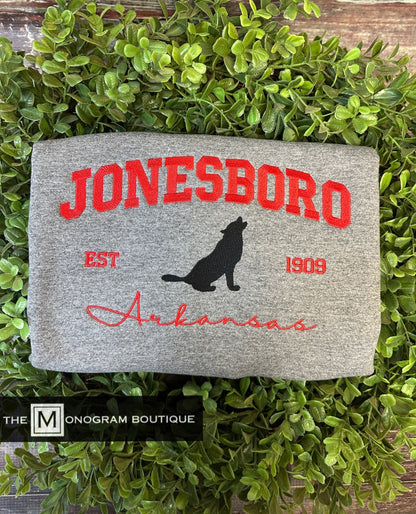 JONESBORO
EST 1909
Arkansas
THE M MONOGRAM BOUTIQUE